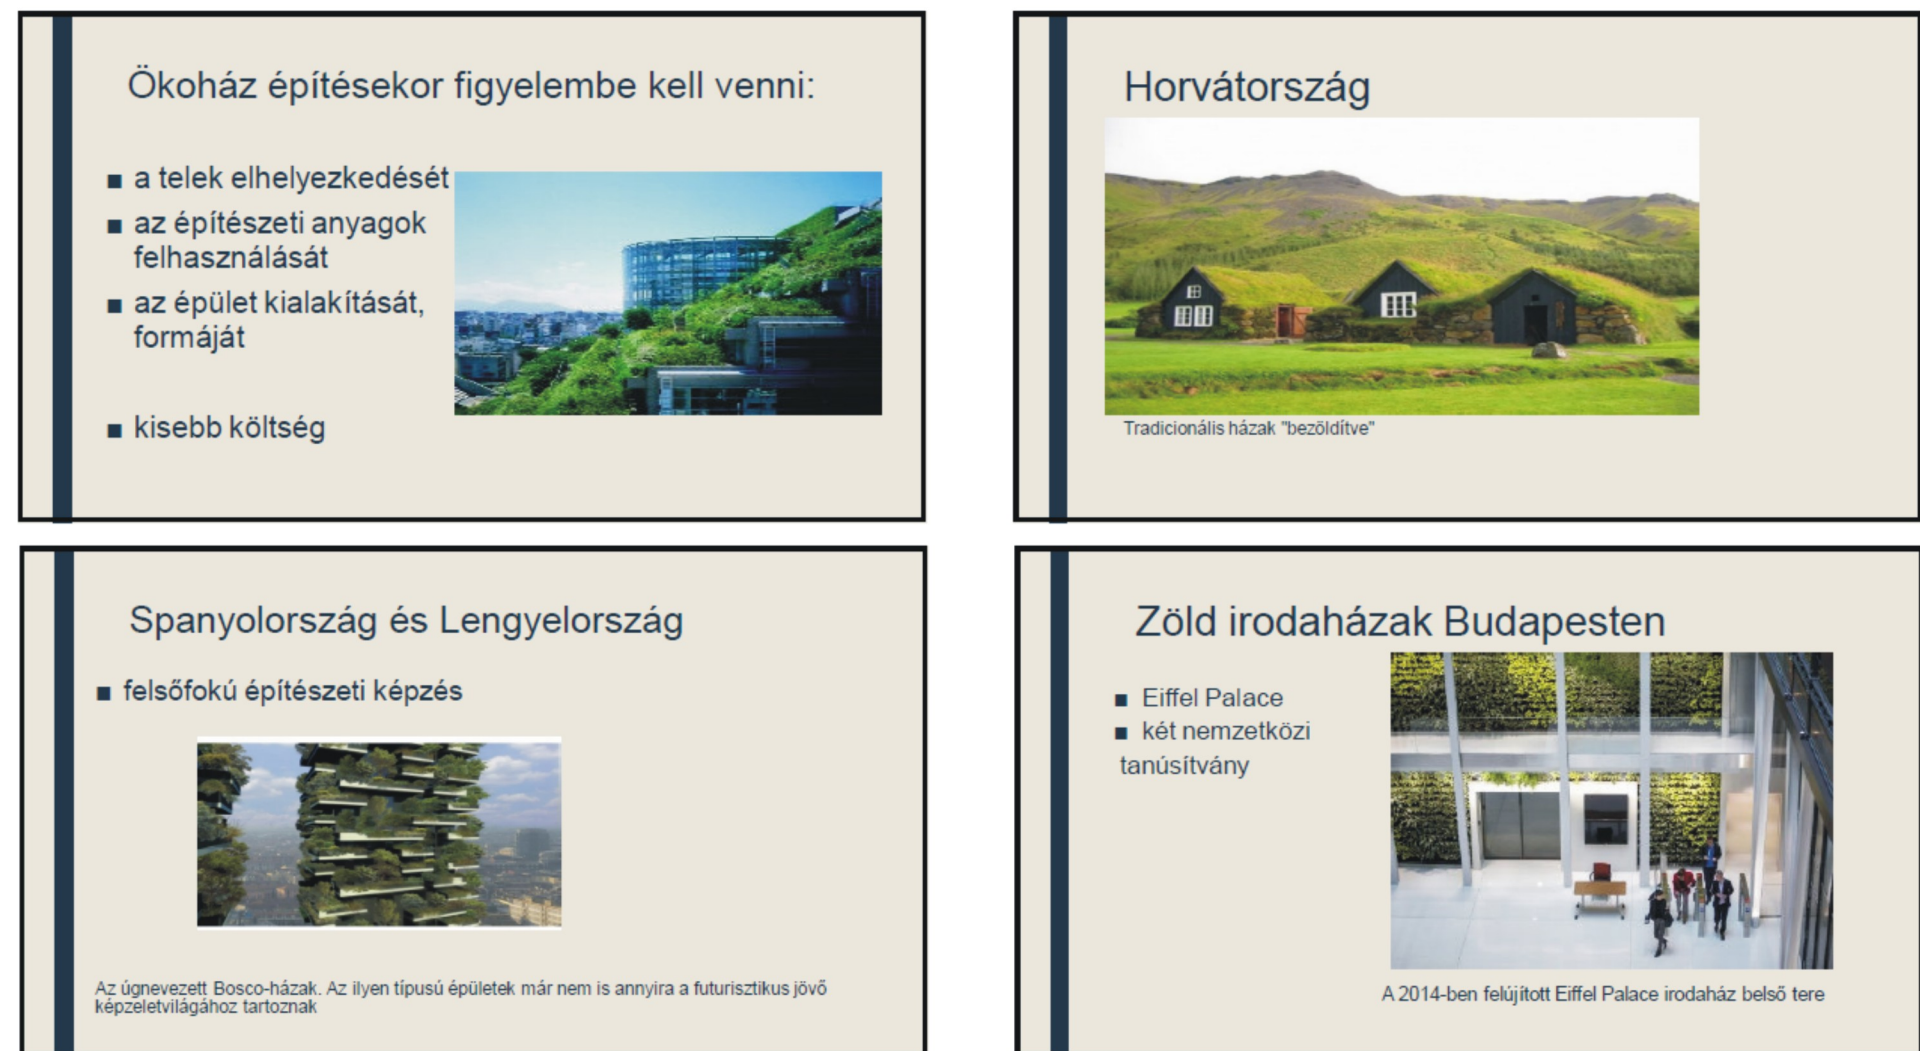 Ökoház építésekor figyelembe kell venni:
■ a telek elhelyezkedését
■ az építészeti anyagok
felhasználását
■ az épület kialakítását,
formáját
■ kisebb költség
Horvátország
Tradicionális házak "bezöldítve"
Spanyolország és Lengyelország
■ felsőfokú építészeti képzés
Az úgnevezett Bosco-házak. Az ilyen típusú épületek már nem is annyira a futurisztikus jövő
képzeletvilágához tartoznak
Zöld irodaházak Budapesten
■ Eiffel Palace
■ két nemzetközi
tanúsítvány
A 2014-ben felújított Eiffel Palace irodaház belső tere